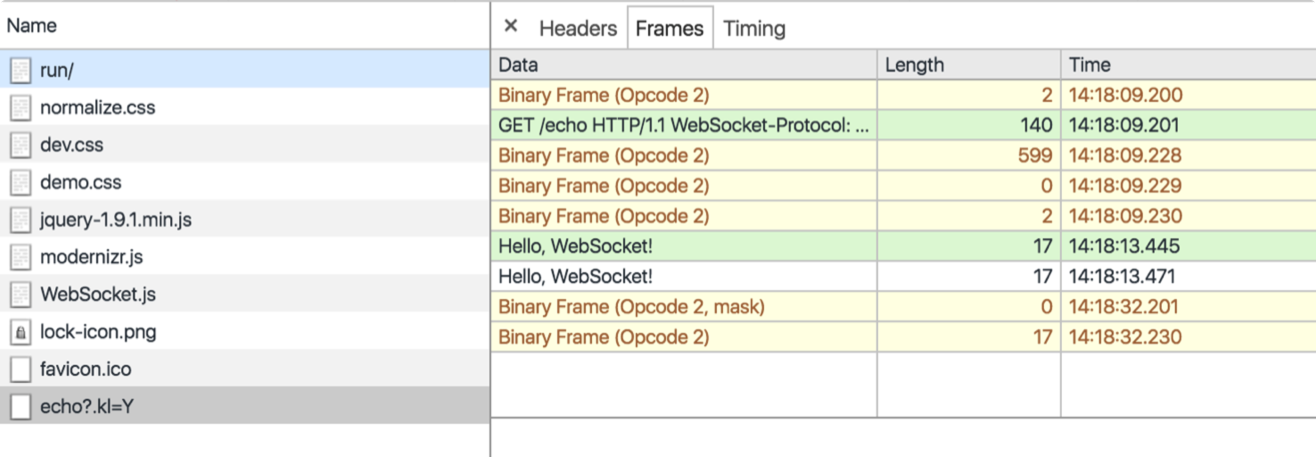 Name
× Headers Frames Timing
run/
normalize.css
dev.css
demo.css
jquery-1.9.1.min.js
modernizr.js
WebSocket.js
lock-icon.png
favicon.ico
echo?.kl=Y
Data Length Time
Binary Frame (Opcode 2) 2 14:18:09.200
GET /echo HTTP/1.1 WebSocket-Protocol: ... 140 14:18:09.201
Binary Frame (Opcode 2) 599 14:18:09.228
Binary Frame (Opcode 2) 0 14:18:09.229
Binary Frame (Opcode 2) 2 14:18:09.230
Hello, WebSocket! 17 14:18:13.445
Hello, WebSocket! 17 14:18:13.471
Binary Frame (Opcode 2, mask) 0 14:18:32.201
Binary Frame (Opcode 2) 17 14:18:32.230